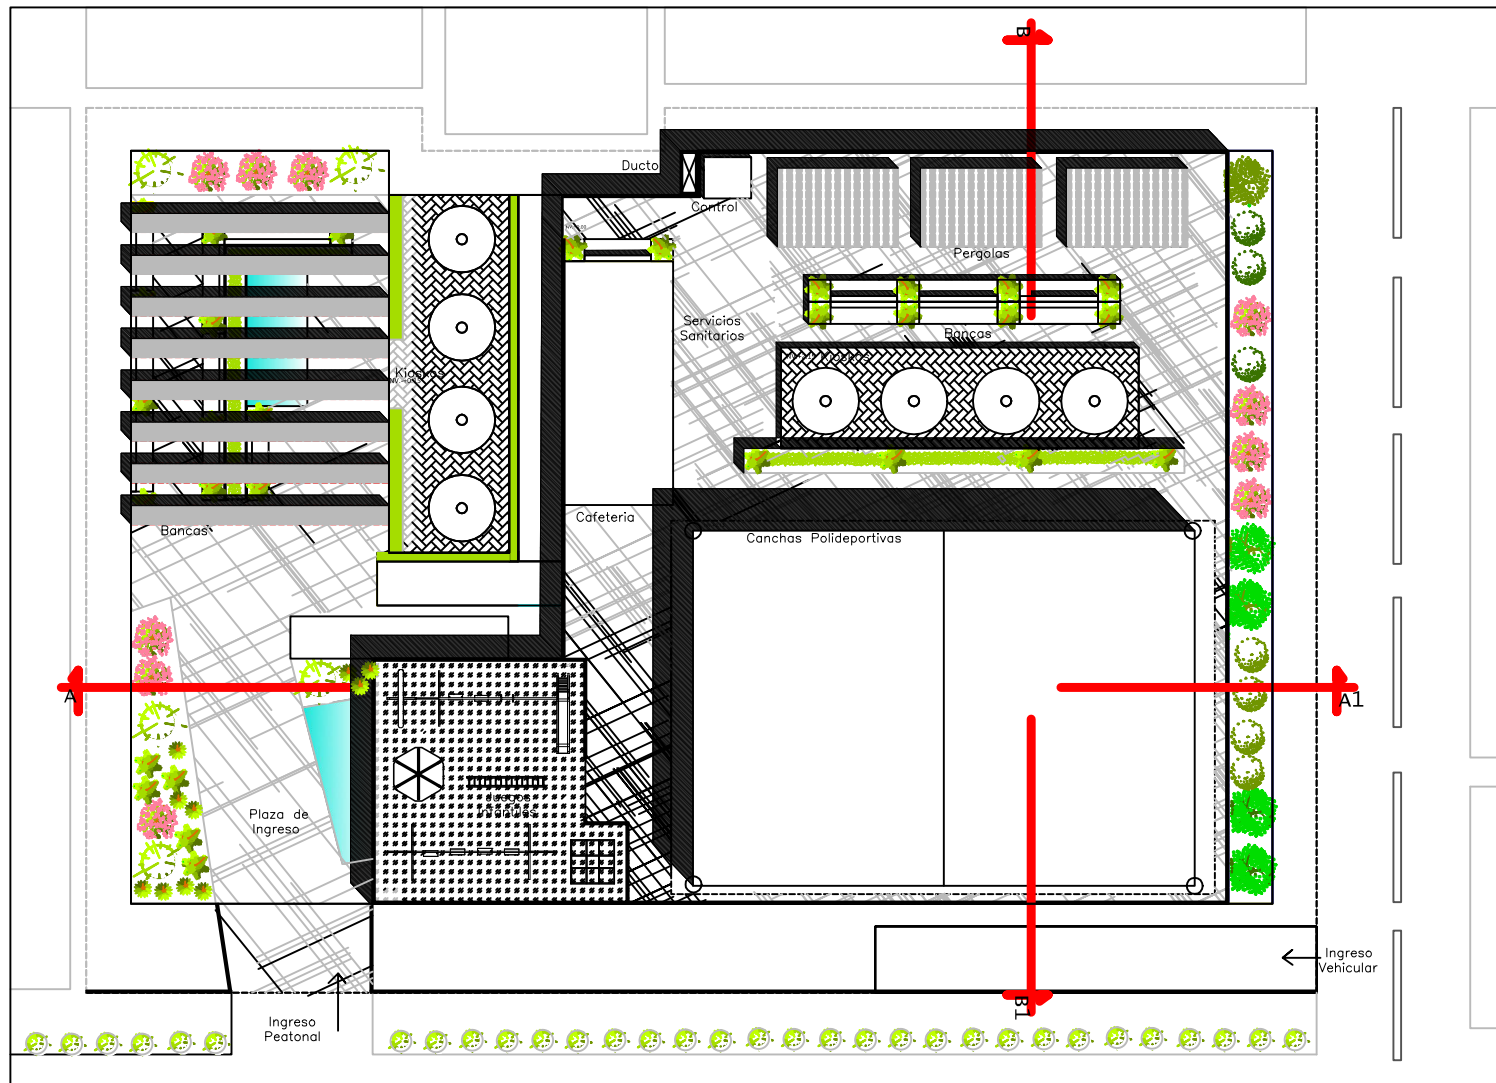 B
Ducto
Control
Pergolas
Servicios
Sanitarios
Bancas
Kioskos
Kioskos
Cafeteria
Bancas
Canchas Polideportivas
A
A1
Juegos
Infantiles
Plaza de
Ingreso
Ingreso
Vehicular
B1
Ingreso
Peatonal